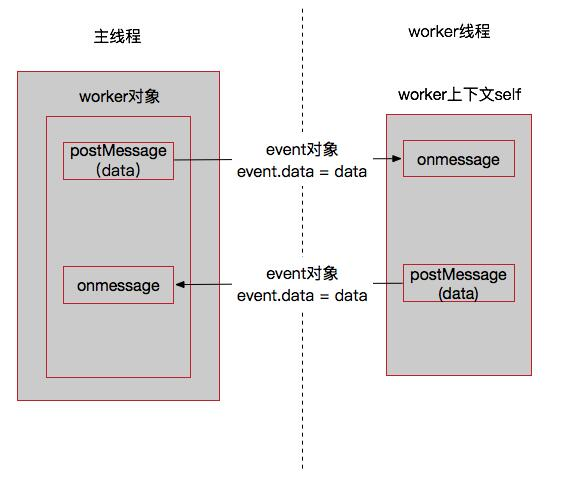 主线程
worker线程
worker对象
worker上下文self
postMessage
（data）
event对象
event.data = data
onmessage
onmessage
event对象
event.data = data
postMessage
(data)